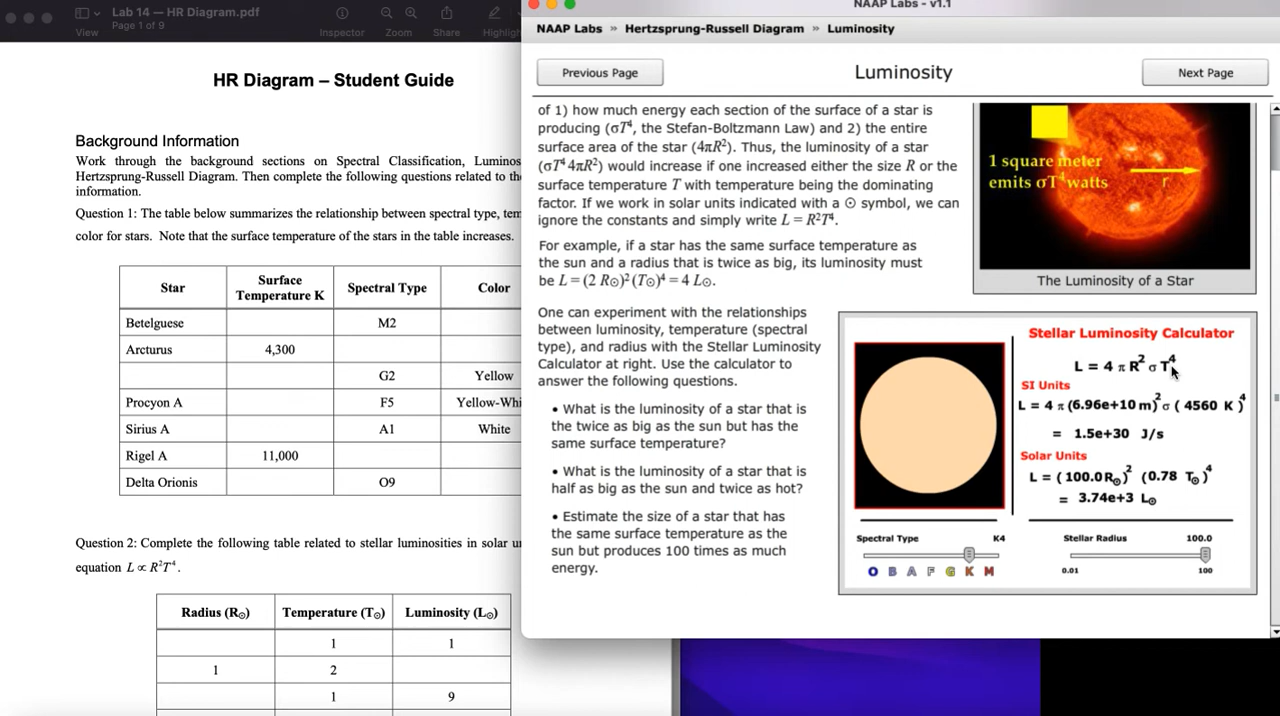 Lab 14 — HR Diagram.pdf
Page 1 of 9
View
Inspector
Zoom
Share
HR Diagram – Student Guide
Background Information
Work through the background sections on Spectral Classification,
Hertzsprung-Russell Diagram. Then complete the following questions related to the
information.
Question 1: The table below summarizes the relationship between spectral type,
color for stars. Note that the surface temperature of the stars in the table increases.
Star Surface Temperature K Spectral Type Color
Betelguese M2
Arcturus 4,300
G2 Yellow
Procyon A F5
Sirius A A1 White
Rigel A 11,000
Delta Orionis O9
Question 2: Complete the following table related to stellar luminosities in solar
equation L ∝ R²T⁴.
Radius (R⊙) Temperature (T⊙) Luminosity (L⊙)
1 1
1 2
1 9
NAAP Labs - v1.1
NAAP Labs » Hertzsprung-Russell Diagram » Luminosity
Previous Page
Luminosity
Next Page
of 1) how much energy each section of the surface of a star is
producing (σT⁴, the Stefan-Boltzmann Law) and 2) the entire
surface area of the star (4πR²). Thus, the luminosity of a star
(σT⁴ 4πR²) would increase if one increased either the size R or the
surface temperature T with temperature being the dominating
factor. If we work in solar units indicated with a ⊙ symbol, we can
ignore the constants and simply write L = R²T⁴.
For example, if a star has the same surface temperature as
the sun and a radius that is twice as big, its luminosity must
be L = (2 R⊙)² (T⊙)⁴ = 4 L⊙.
One can experiment with the relationships
between luminosity, temperature (spectral
type), and radius with the Stellar Luminosity
Calculator at right. Use the calculator to
answer the following questions.
• What is the luminosity of a star that is
the twice as big as the sun but has the
same surface temperature?
• What is the luminosity of a star that is
half as big as the sun and twice as hot?
• Estimate the size of a star that has
the same surface temperature as the
sun but produces 100 times as much
energy.
1 square meter
emits σT⁴ watts
r
The Luminosity of a Star
Stellar Luminosity Calculator
L = 4 π R² σ T⁴
SI Units
L = 4 π (6.96e+10 m)² σ ( 4560 K )⁴
= 1.5e+30 J/s
Solar Units
L = ( 100.0 R⊙)² (0.78 T⊙)⁴
= 3.74e+3 L⊙
Spectral Type K4
O B A F G K M
Stellar Radius 100.0
0.01 100